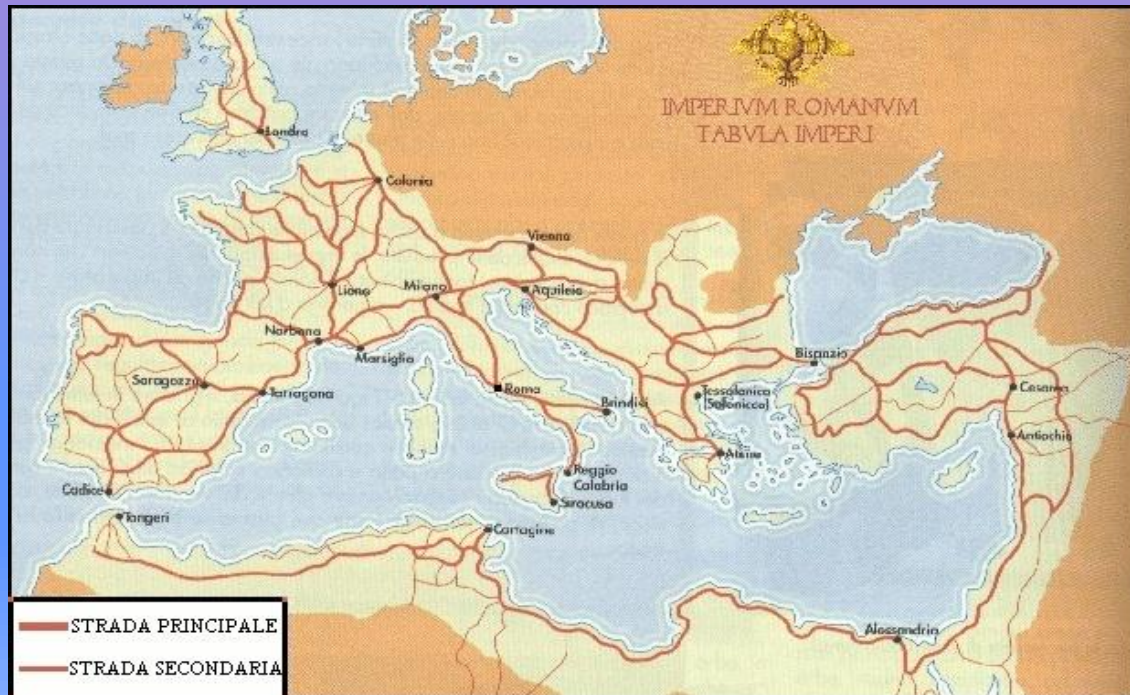 IMPERIVM ROMANVM
TABVLA IMPERI
Londra
Colonia
Vienna
Lione
Milano
Aquileia
Narbona
Marsiglia
Bisanzio
Saragozza
Tarragona
Roma
Brindisi
Tessalonica
(Salonicco)
Cesarea
Atene
Antiochia
Reggio
Calabria
Cadice
Siracusa
Tangeri
Cartagine
Alessandria
STRADA PRINCIPALE
STRADA SECONDARIA